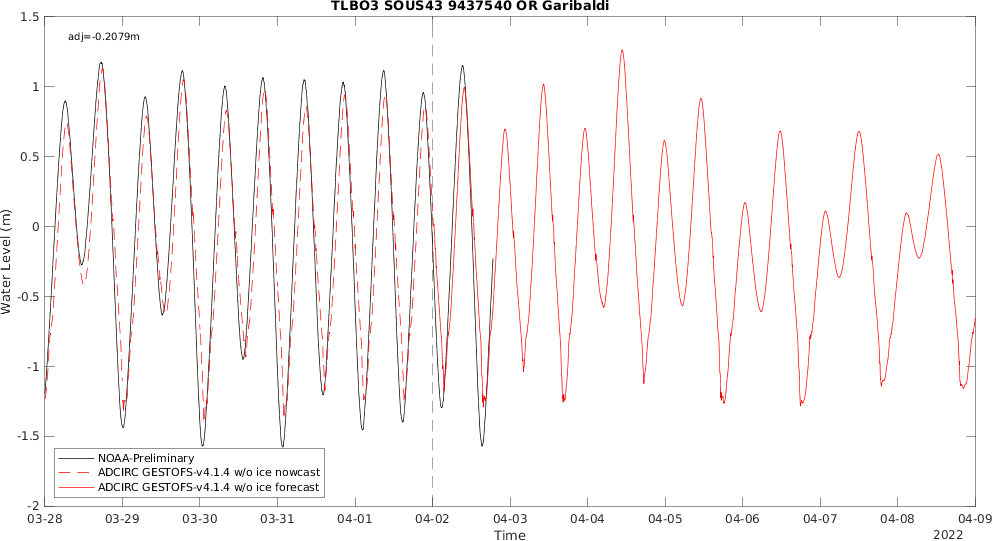 TLBO3 SOUS43 9437540 OR Garibaldi
adj=-0.2079m
1.5
1
0.5
0
-0.5
-1
-1.5
-2
Water Level (m)
NOAA-Preliminary
ADCIRC GESTOFS-v4.1.4 w/o ice nowcast
ADCIRC GESTOFS-v4.1.4 w/o ice forecast
03-28 03-29 03-30 03-31 04-01 04-02 04-03 04-04 04-05 04-06 04-07 04-08 04-09
Time
2022